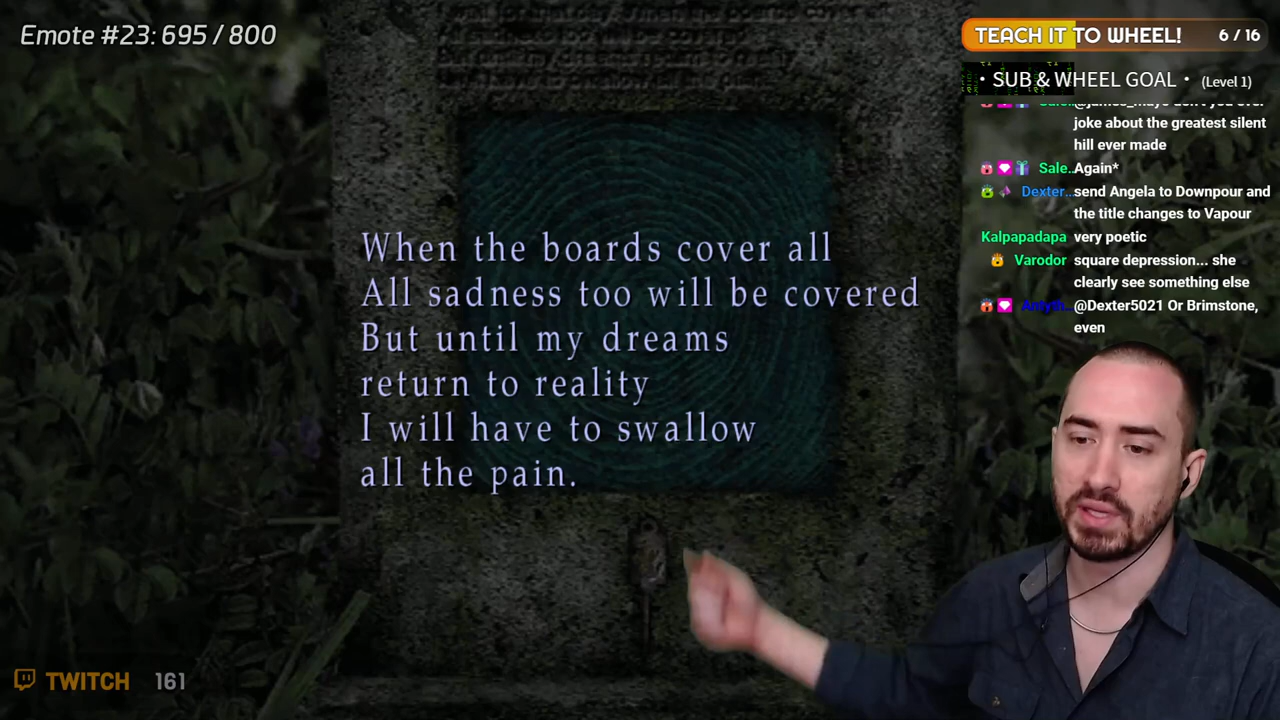 Emote #23: 695 / 800
TEACH IT TO WHEEL! 6 / 16
• SUB & WHEEL GOAL • (Level 1)
joke about the greatest silent
hill ever made
Sale.. Again*
Dexter... send Angela to Downpour and
the title changes to Vapour
Kalpapadapa very poetic
Varodor square depression... she
clearly see something else
@Dexter5021 Or Brimstone,
even
When the boards cover all
All sadness too will be covered
But until my dreams
return to reality
I will have to swallow
all the pain.
TWITCH 161